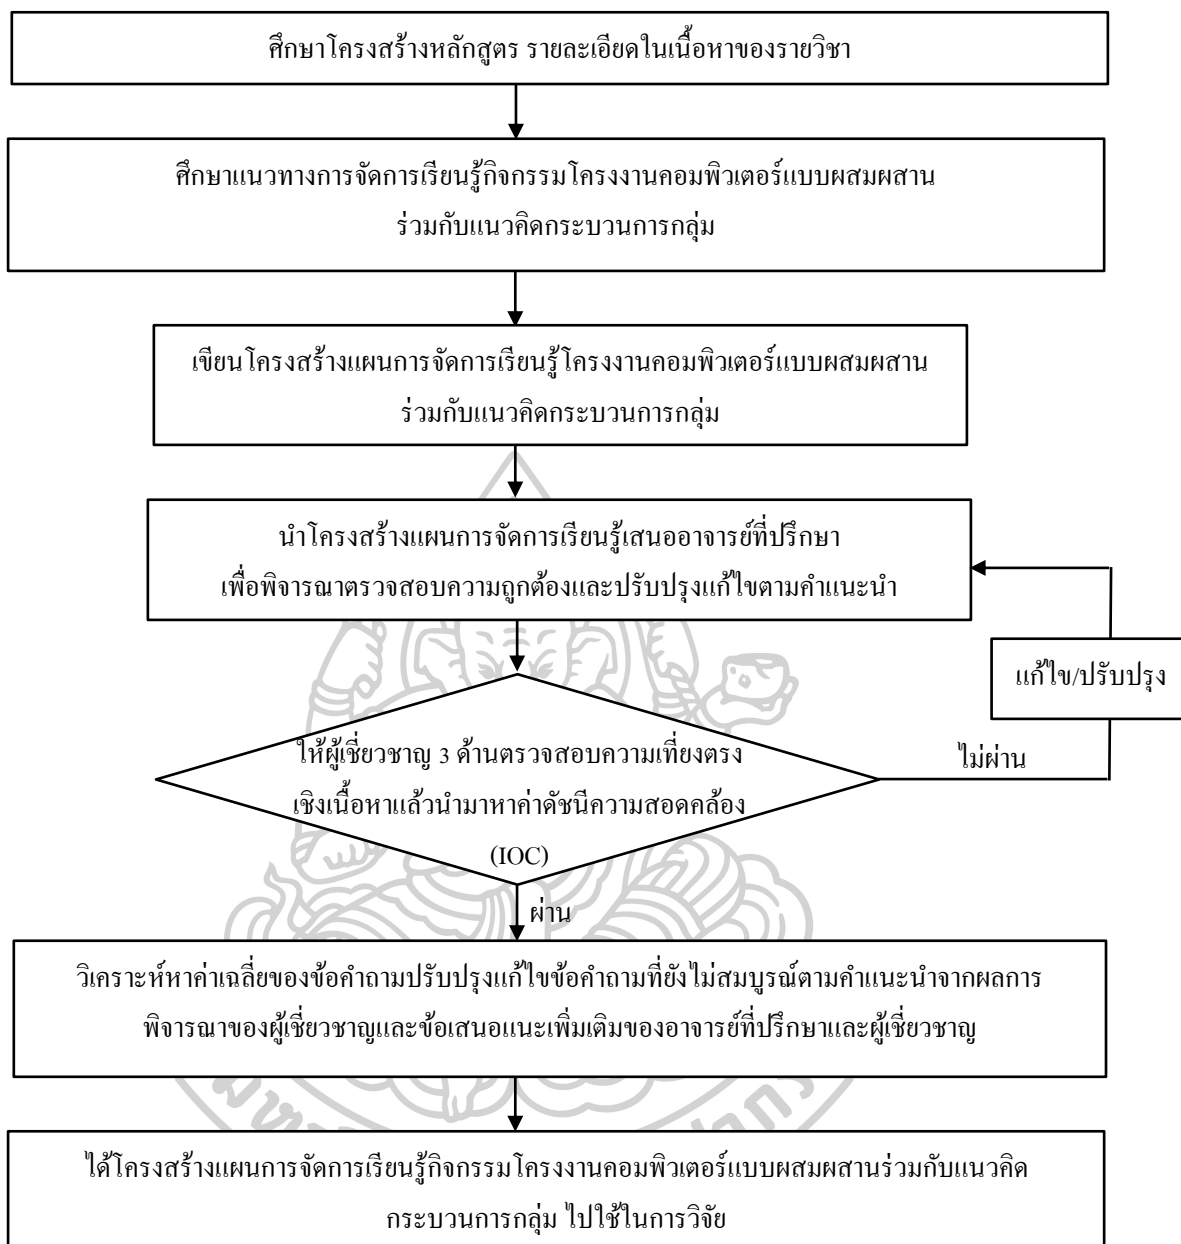 ศึกษาโครงสร้างหลักสูตร รายละเอียดในเนื้อหาของรายวิชา
ศึกษาแนวทางการจัดการเรียนรู้กิจกรรมโครงงานคอมพิวเตอร์แบบผสมผสาน
ร่วมกับแนวคิดกระบวนการกลุ่ม
เขียนโครงสร้างแผนการจัดการเรียนรู้โครงงานคอมพิวเตอร์แบบผสมผสาน
ร่วมกับแนวคิดกระบวนการกลุ่ม
นำโครงสร้างแผนการจัดการเรียนรู้เสนออาจารย์ที่ปรึกษา
เพื่อพิจารณาตรวจสอบความถูกต้องและปรับปรุงแก้ไขตามคำแนะนำ
แก้ไข/ปรับปรุง
ไม่ผ่าน
ให้ผู้เชี่ยวชาญ 3 ด้านตรวจสอบความเที่ยงตรง
เชิงเนื้อหาแล้วนำมาหาค่าดัชนีความสอดคล้อง
(IOC)
ผ่าน
วิเคราะห์หาค่าเฉลี่ยของข้อคำถามปรับปรุงแก้ไขข้อคำถามที่ยังไม่สมบูรณ์ตามคำแนะนำจากผลการ
พิจารณาของผู้เชี่ยวชาญและข้อเสนอแนะเพิ่มเติมของอาจารย์ที่ปรึกษาและผู้เชี่ยวชาญ
ได้โครงสร้างแผนการจัดการเรียนรู้กิจกรรมโครงงานคอมพิวเตอร์แบบผสมผสานร่วมกับแนวคิด
กระบวนการกลุ่ม ไปใช้ในการวิจัย